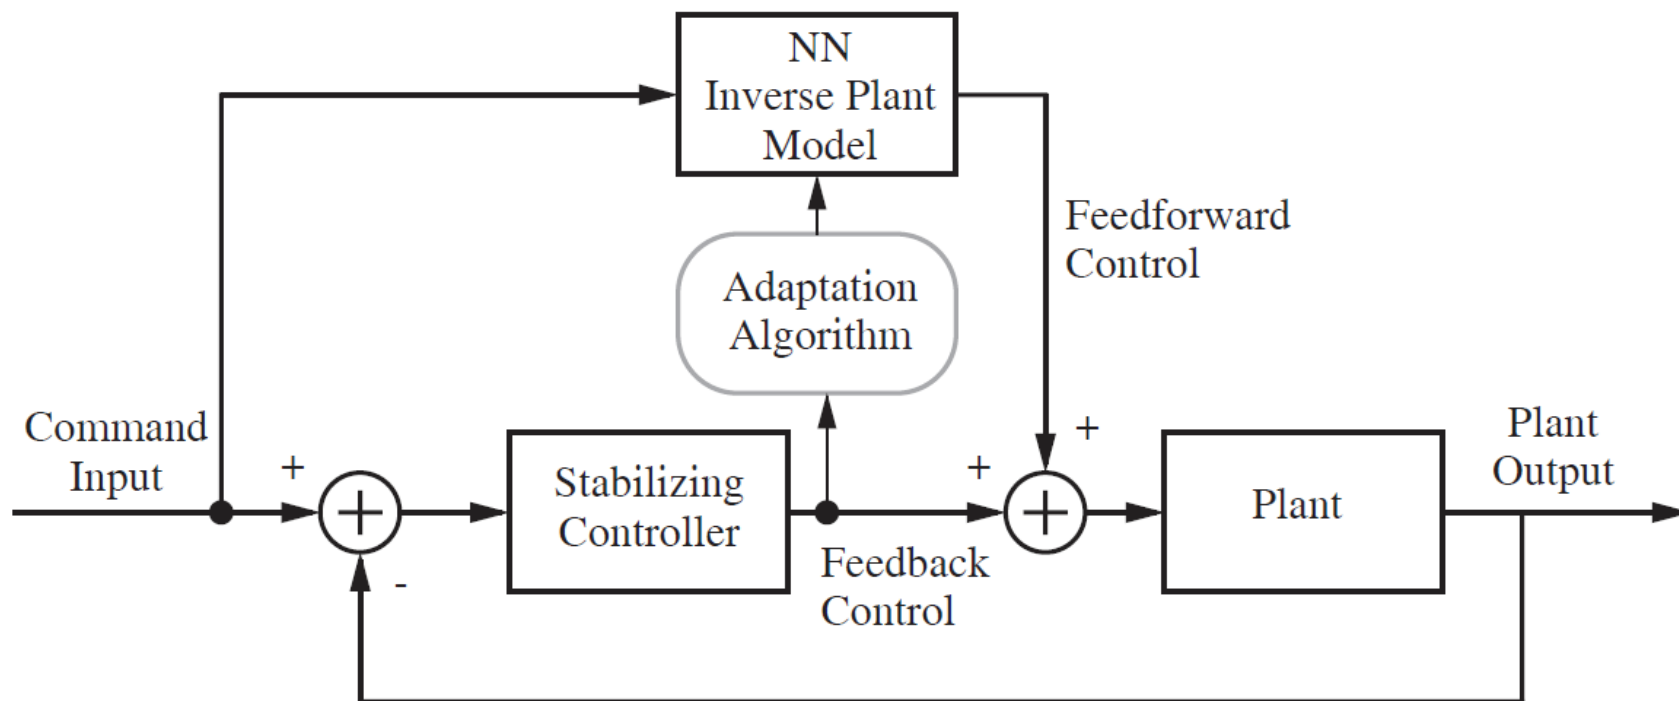 NN
Inverse Plant
Model
Feedforward
Control
Adaptation
Algorithm
Command
Input
+
Stabilizing
Controller
+
+
Plant
Plant
Output
-
Feedback
Control